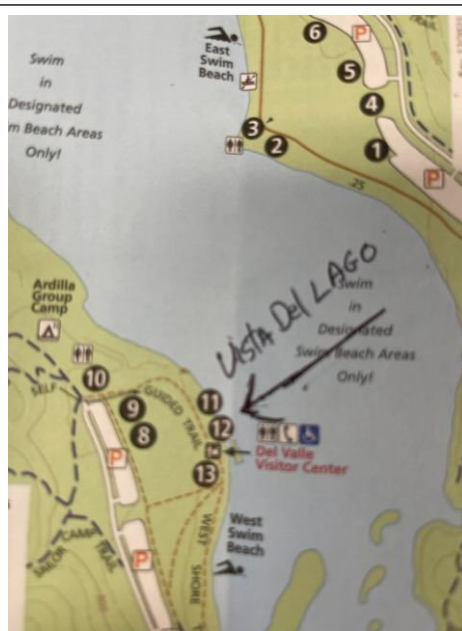 Swim
in
Designated
m Beach Areas
Only!
East
Swim
Beach
6
P
5
4
3
2
1
P
.25
TRAIL
Vista Del LAGO
Swim
in
Designated
Swim Beach Areas
Only!
Ardilla
Group
Camp
10
SELF
GUIDED TRAIL
9
8
11
12
13
P
Del Valle
Visitor Center
West
Swim
Beach
WEST
SHORE
SAILOR CAMP
TRAIL
P